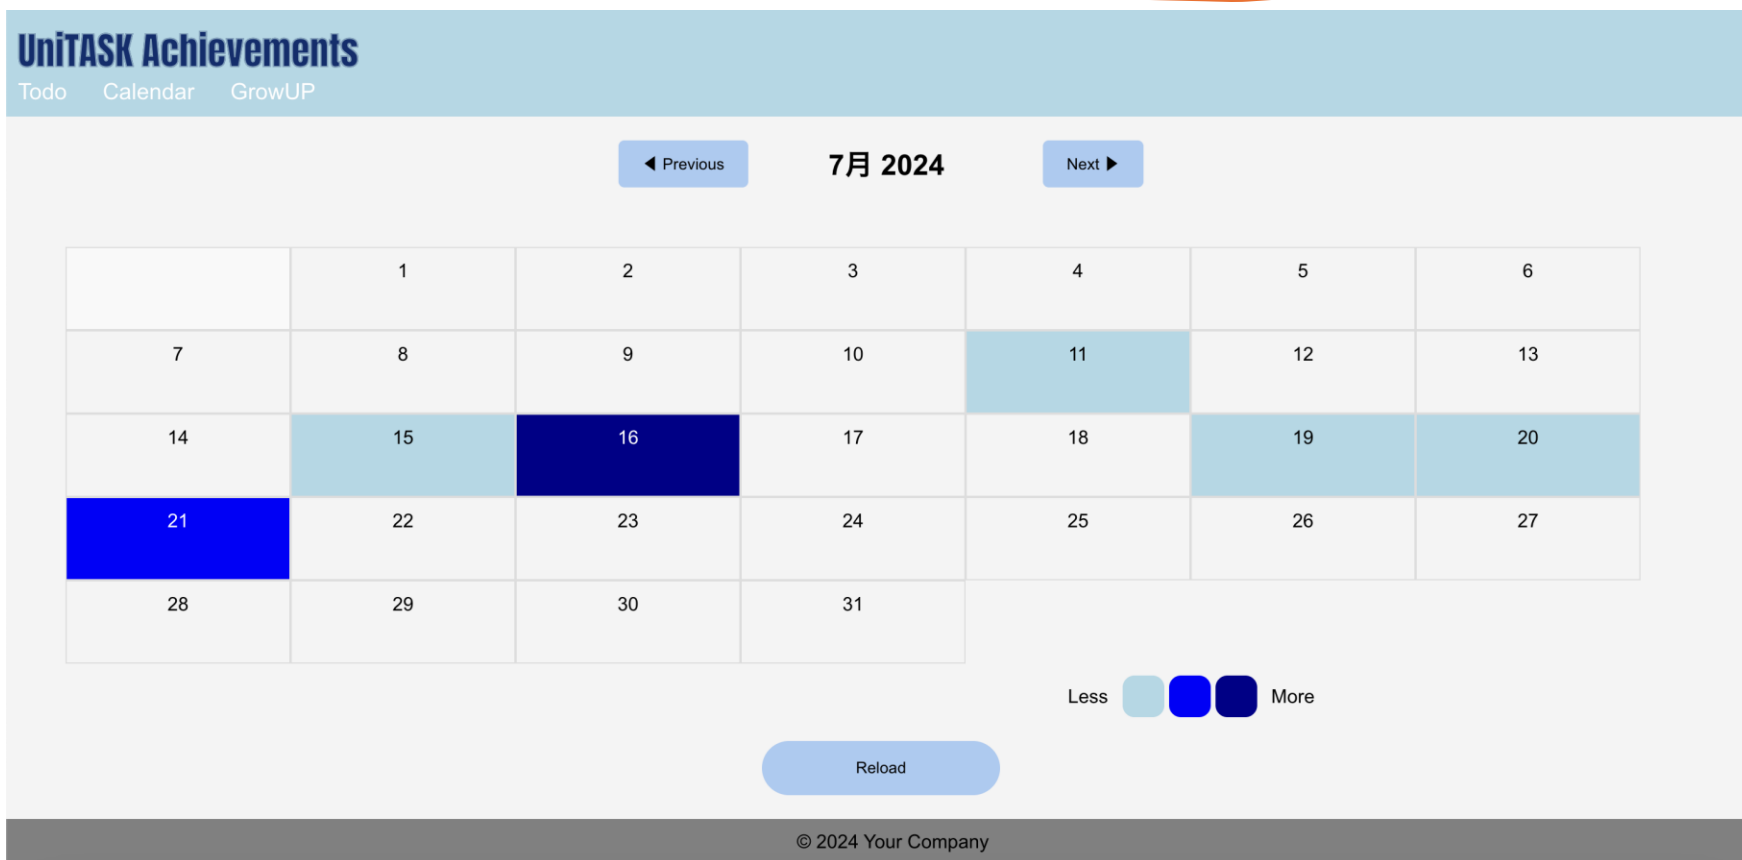 UniTASK Achievements
Todo Calendar GrowUP
◀ Previous 7月 2024 Next ▶
1 2 3 4 5 6
7 8 9 10 11 12 13
14 15 16 17 18 19 20
21 22 23 24 25 26 27
28 29 30 31
Less More
Reload
© 2024 Your Company